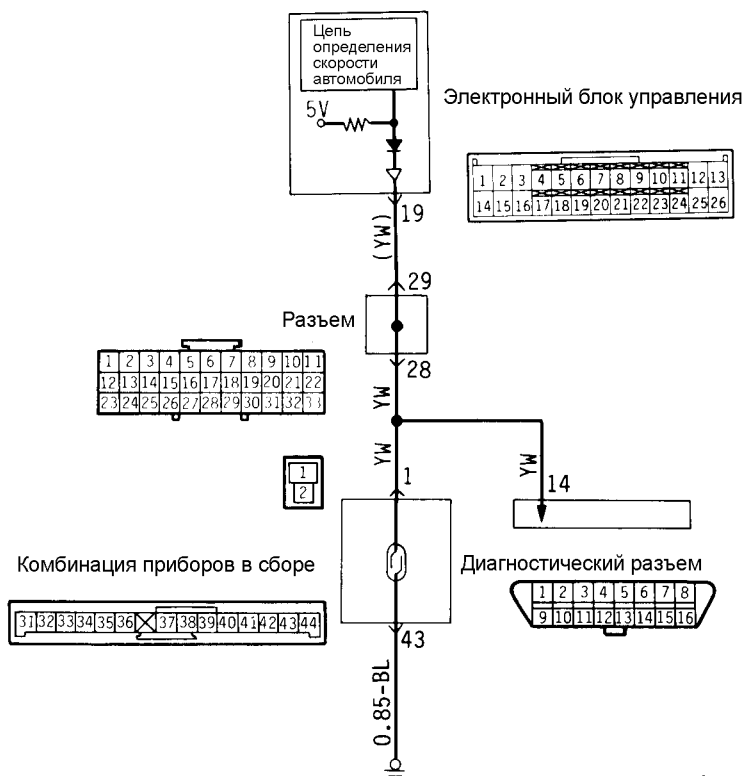 Цепь
определения
скорости
автомобиля
5V
Электронный блок управления
1 2 3 4 5 6 7 8 9 10 11 12 13
14 15 16 17 18 19 20 21 22 23 24 25 26
19
(YW)
29
Разъем
28
1 2 3 4 5 6 7 8 9 10 11
12 13 14 15 16 17 18 19 20 21 22
23 24 25 26 27 28 29 30 31 32 33
YW
YW
YW
14
1
1
2
Комбинация приборов в сборе
Диагностический разъем
31 32 33 34 35 36 37 38 39 40 41 42 43 44
1 2 3 4 5 6 7 8
9 10 11 12 13 14 15 16
43
0.85-BL